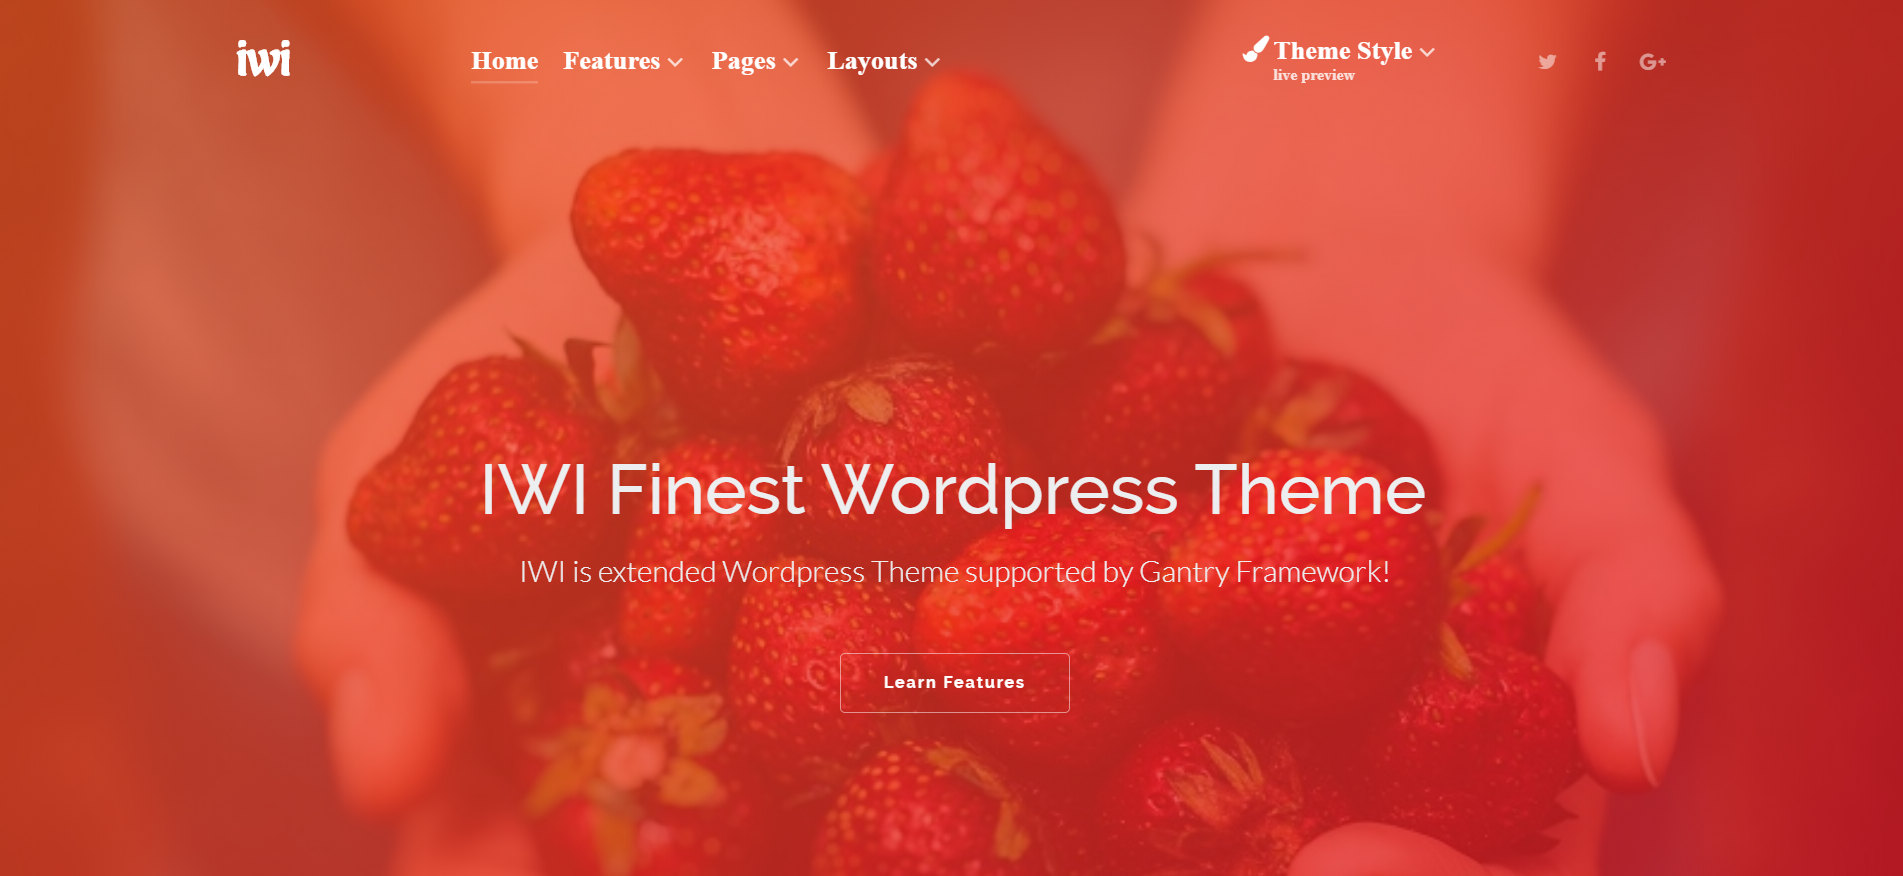 iwi
Home Features Pages Layouts
Theme Style
live preview
G+
IWI Finest Wordpress Theme
IWI is extended Wordpress Theme supported by Gantry Framework!
Learn Features